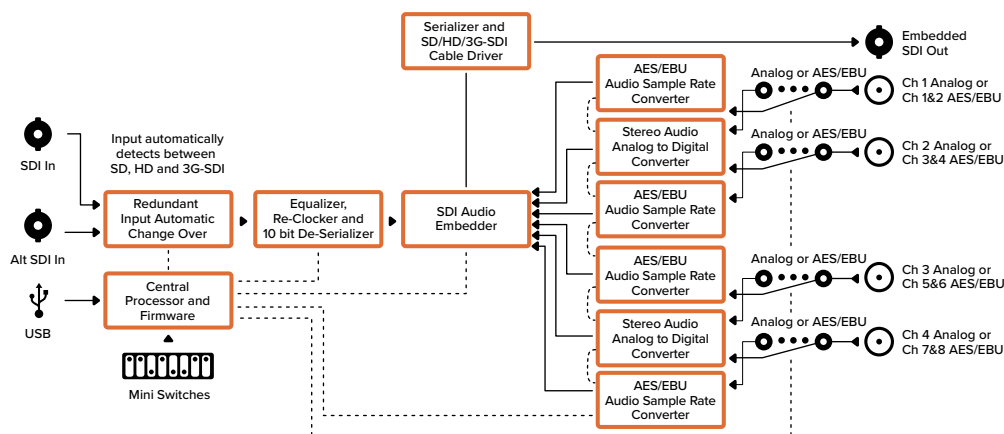 Serializer and
SD/HD/3G-SDI
Cable Driver
Embedded
SDI Out
AES/EBU
Audio Sample Rate
Converter
Analog or AES/EBU
Ch 1 Analog or
Ch 1&2 AES/EBU
SDI In
Input automatically
detects between
SD, HD and 3G-SDI
Stereo Audio
Analog to Digital
Converter
Analog or AES/EBU
Ch 2 Analog or
Ch 3&4 AES/EBU
Alt SDI In
Redundant
Input Automatic
Change Over
Equalizer,
Re-Clocker and
10 bit De-Serializer
SDI Audio
Embedder
AES/EBU
Audio Sample Rate
Converter
USB
Central
Processor and
Firmware
AES/EBU
Audio Sample Rate
Converter
Analog or AES/EBU
Ch 3 Analog or
Ch 5&6 AES/EBU
Stereo Audio
Analog to Digital
Converter
Analog or AES/EBU
Ch 4 Analog or
Ch 7&8 AES/EBU
Mini Switches
AES/EBU
Audio Sample Rate
Converter